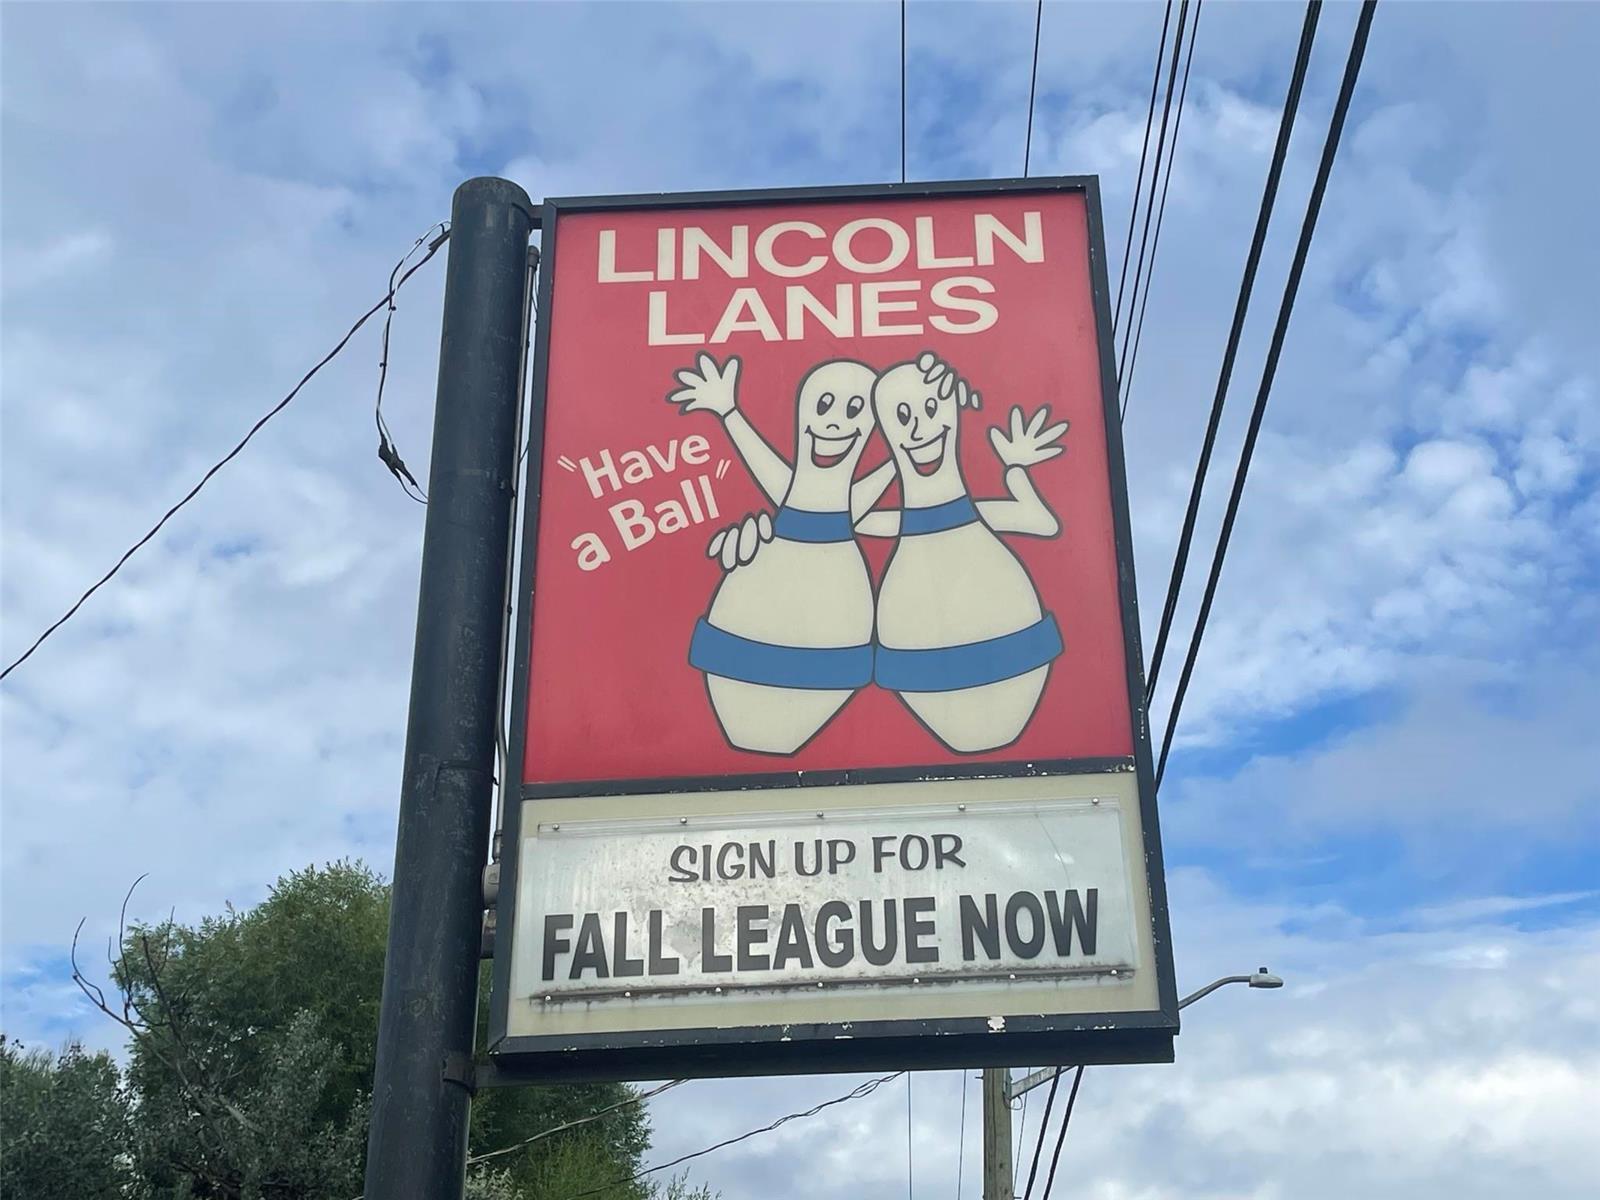 LINCOLN
LANES
"Have
a Ball"
SIGN UP FOR
FALL LEAGUE NOW